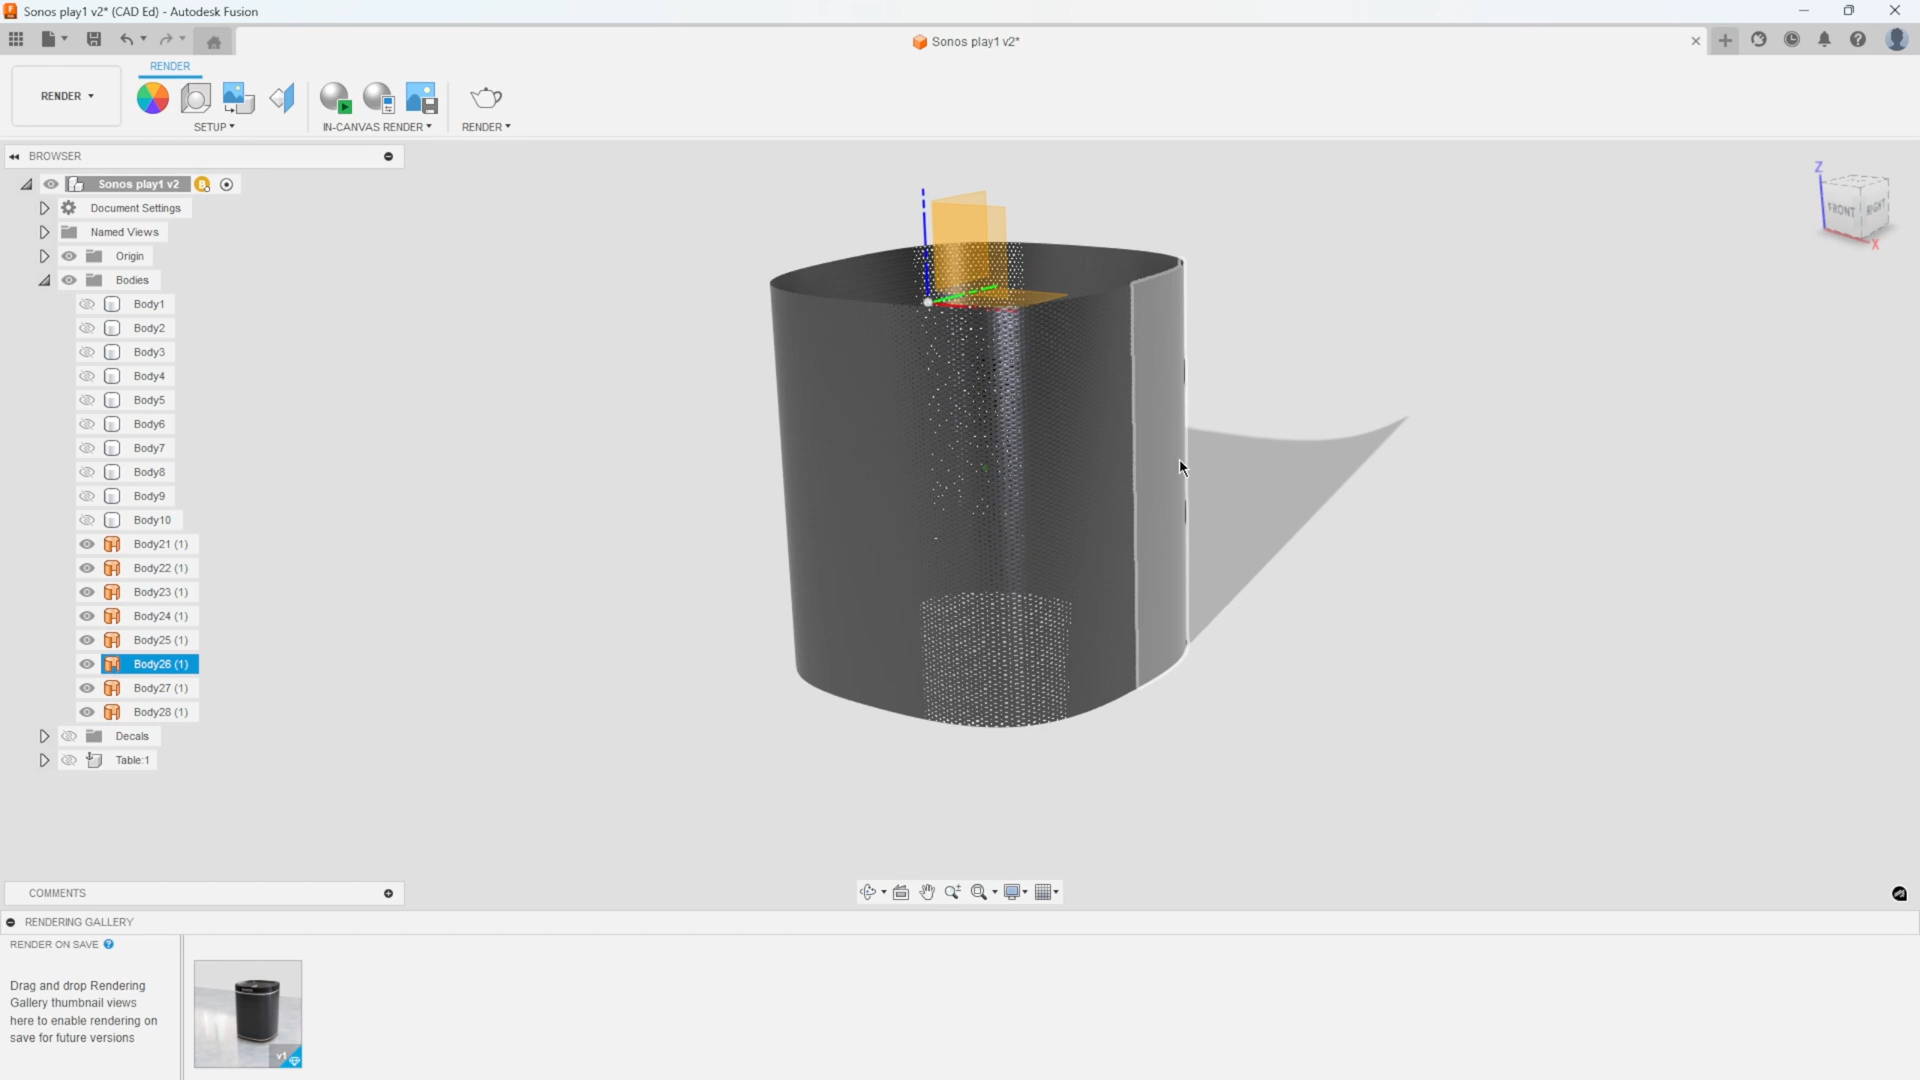 Sonos play1 v2* (CAD Ed) - Autodesk Fusion
Sonos play1 v2*
RENDER
RENDER
SETUP
IN-CANVAS RENDER
RENDER
BROWSER
Sonos play1 v2
Document Settings
Named Views
Origin
Bodies
Body1
Body2
Body3
Body4
Body5
Body6
Body7
Body8
Body9
Body10
Body21 (1)
Body22 (1)
Body23 (1)
Body24 (1)
Body25 (1)
Body26 (1)
Body27 (1)
Body28 (1)
Decals
Table:1
Z
FRONT
RIGHT
X
COMMENTS
RENDERING GALLERY
RENDER ON SAVE
Drag and drop Rendering
Gallery thumbnail views
here to enable rendering on
save for future versions
v1